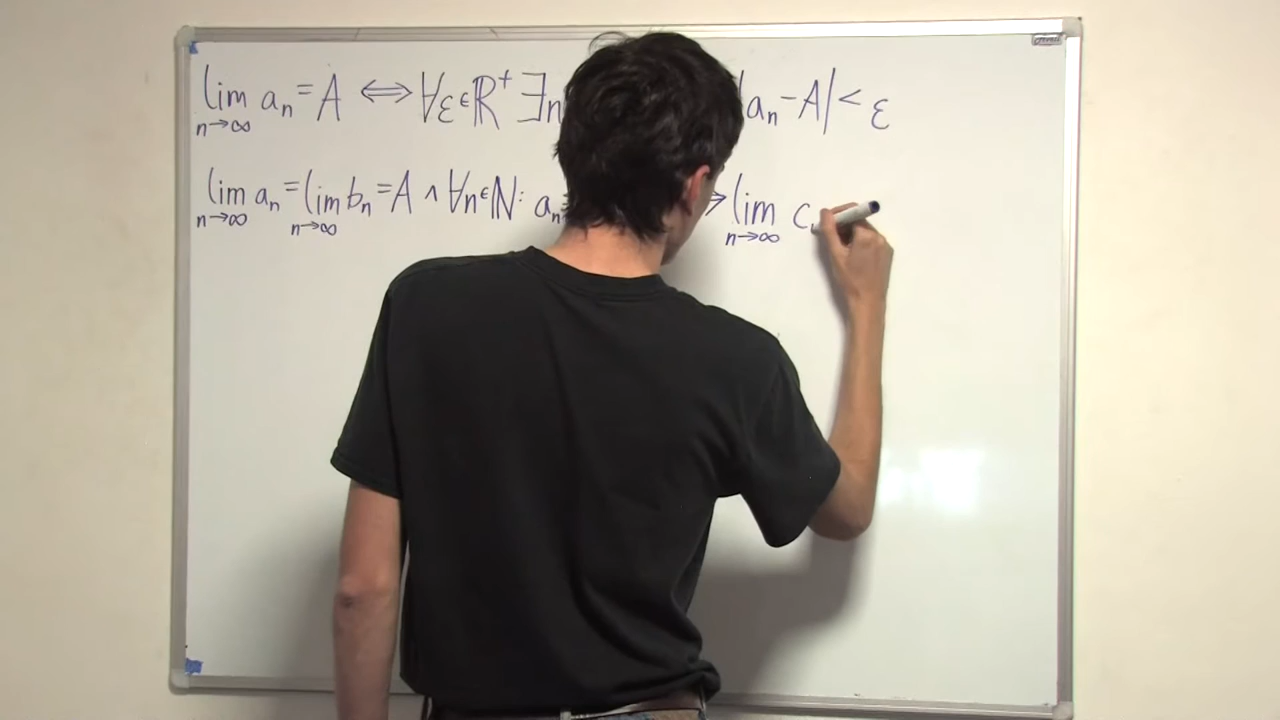 lim n→∞ aₙ = A ⇔ ∀ε∈ℝ⁺ ∃n |aₙ - A| < ε
lim n→∞ aₙ = lim n→∞ bₙ = A ∧ ∀n∈ℕ: aₙ lim n→∞ c